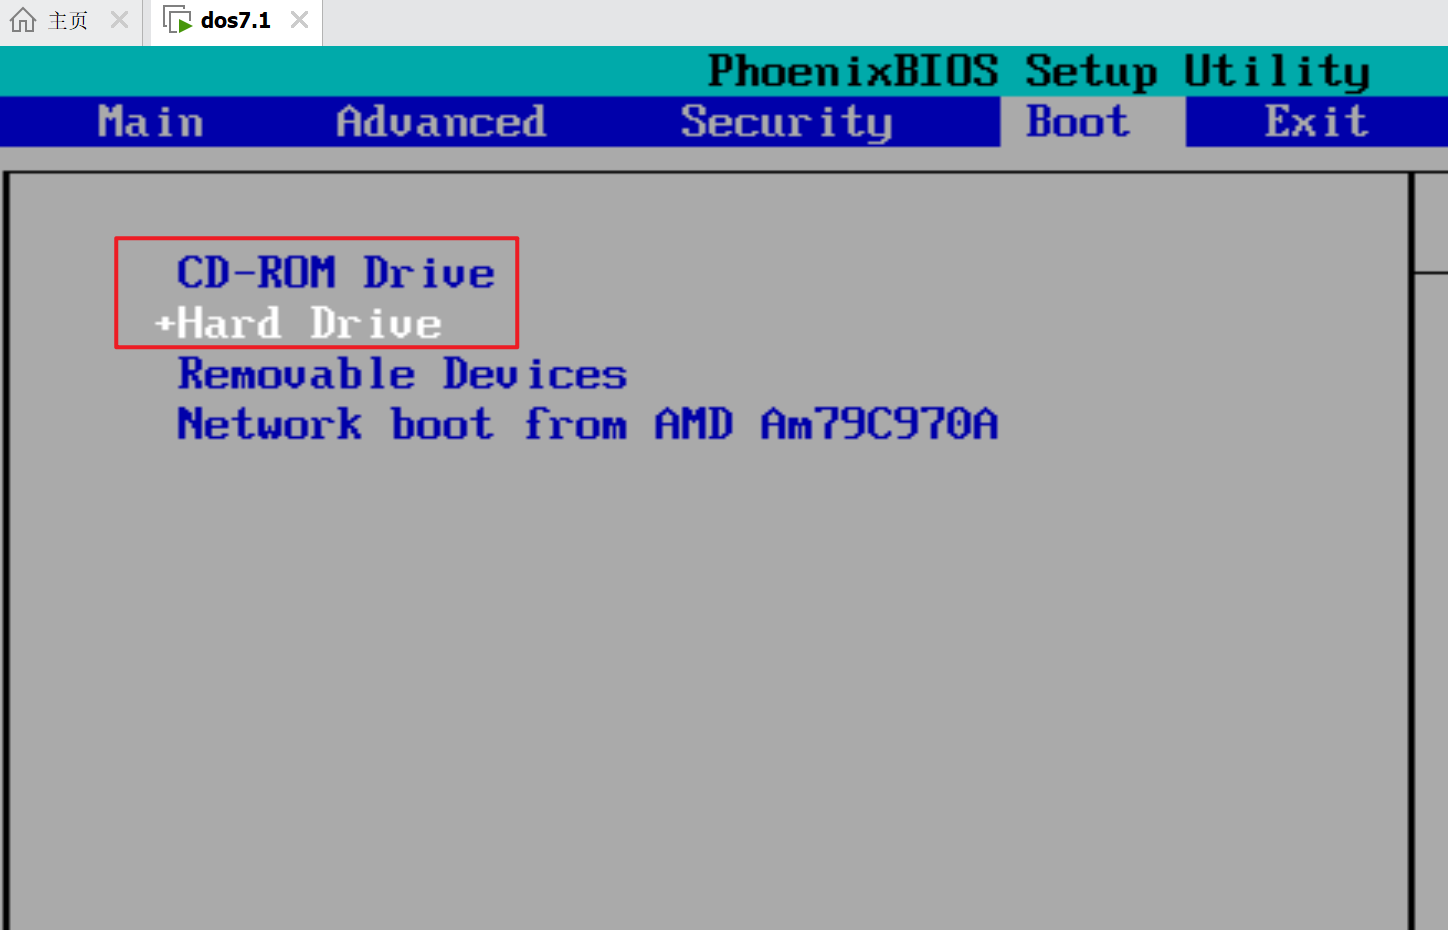 主页 dos7.1
PhoenixBIOS Setup Utility
Main Advanced Security Boot Exit
CD-ROM Drive
+Hard Drive
Removable Devices
Network boot from AMD Am79C970A